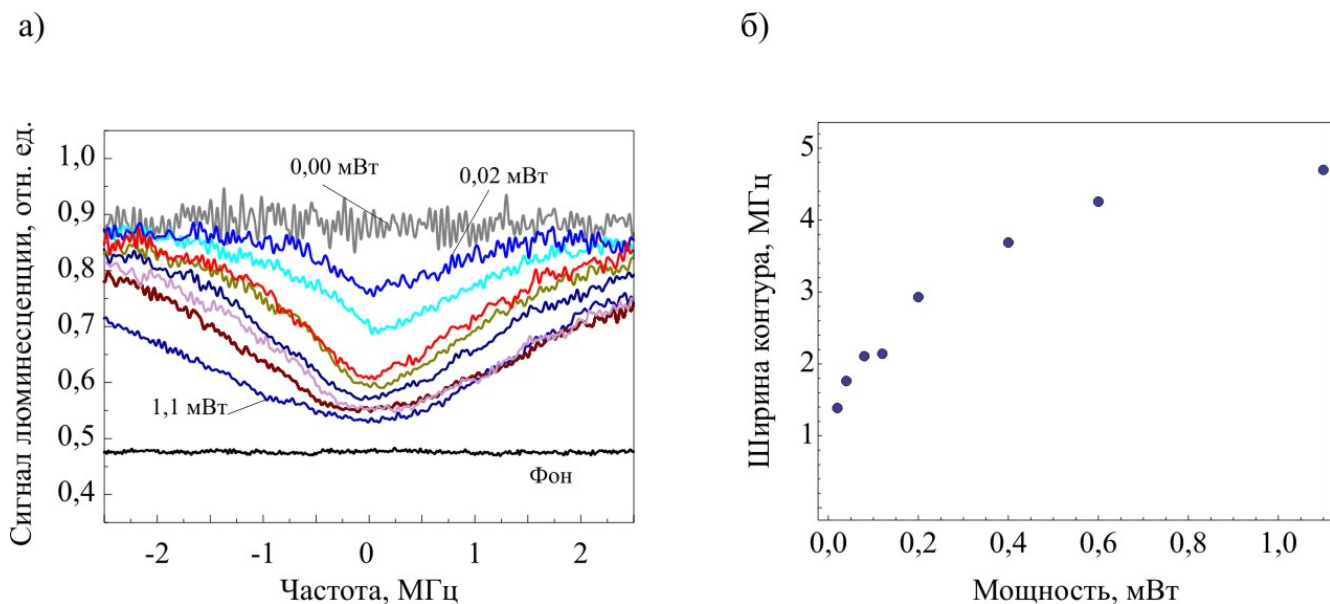 а)
Сигнал люминесценции, отн. ед.
1,0
0,9
0,8
0,7
0,6
0,5
0,4
0,00 мВт
0,02 мВт
1,1 мВт
Фон
-2
-1
0
1
2
Частота, МГц
б)
Ширина контура, МГц
5
4
3
2
1
0,0
0,2
0,4
0,6
0,8
1,0
Мощность, мВт